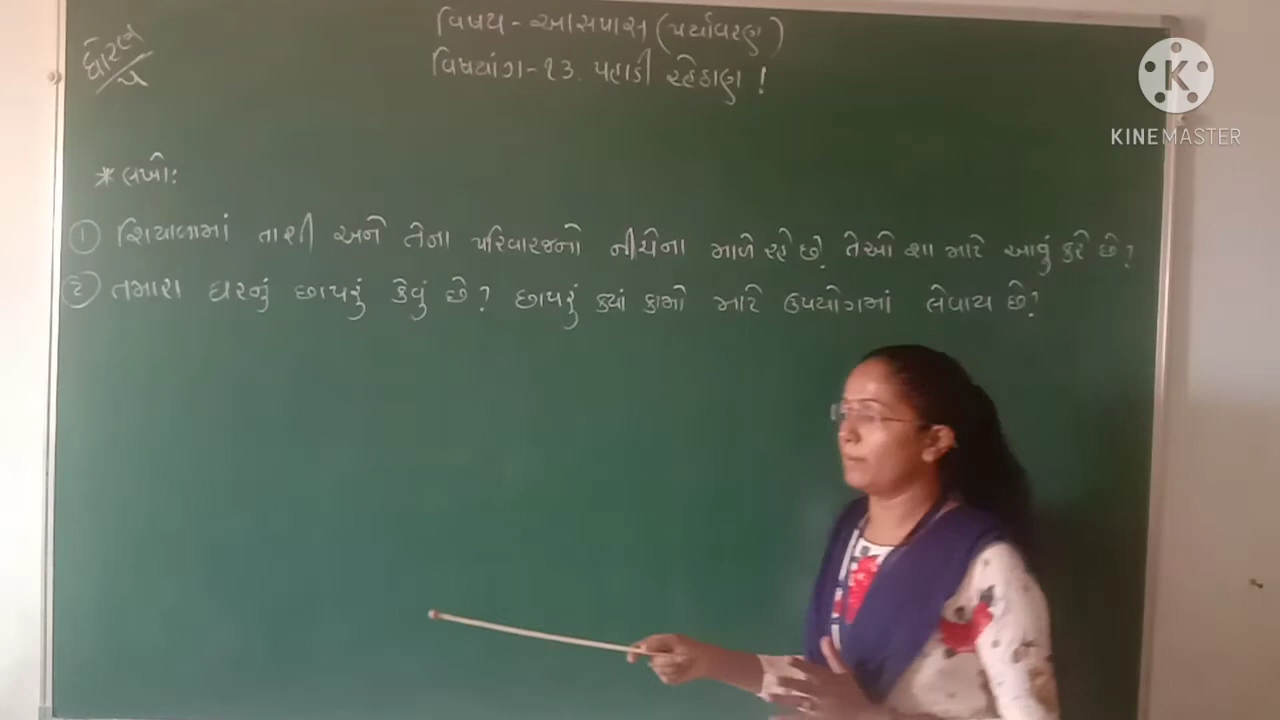 ધોરણ
૫
વિષય - આસપાસ (પર્યાવરણ)
વિષયાંગ - ૧૩. પહાડી રહેઠાણ !
* લખો:
① શિયાળામાં તાશી અને તેના પરિવારજનો નીચેના માળે રહે છે. તેઓ શા માટે આવું કરે છે?
② તમારા ઘરનું છાપરું કેવું છે? છાપરું ક્યાં કામો માટે ઉપયોગમાં લેવાય છે?
K
KINEMASTER